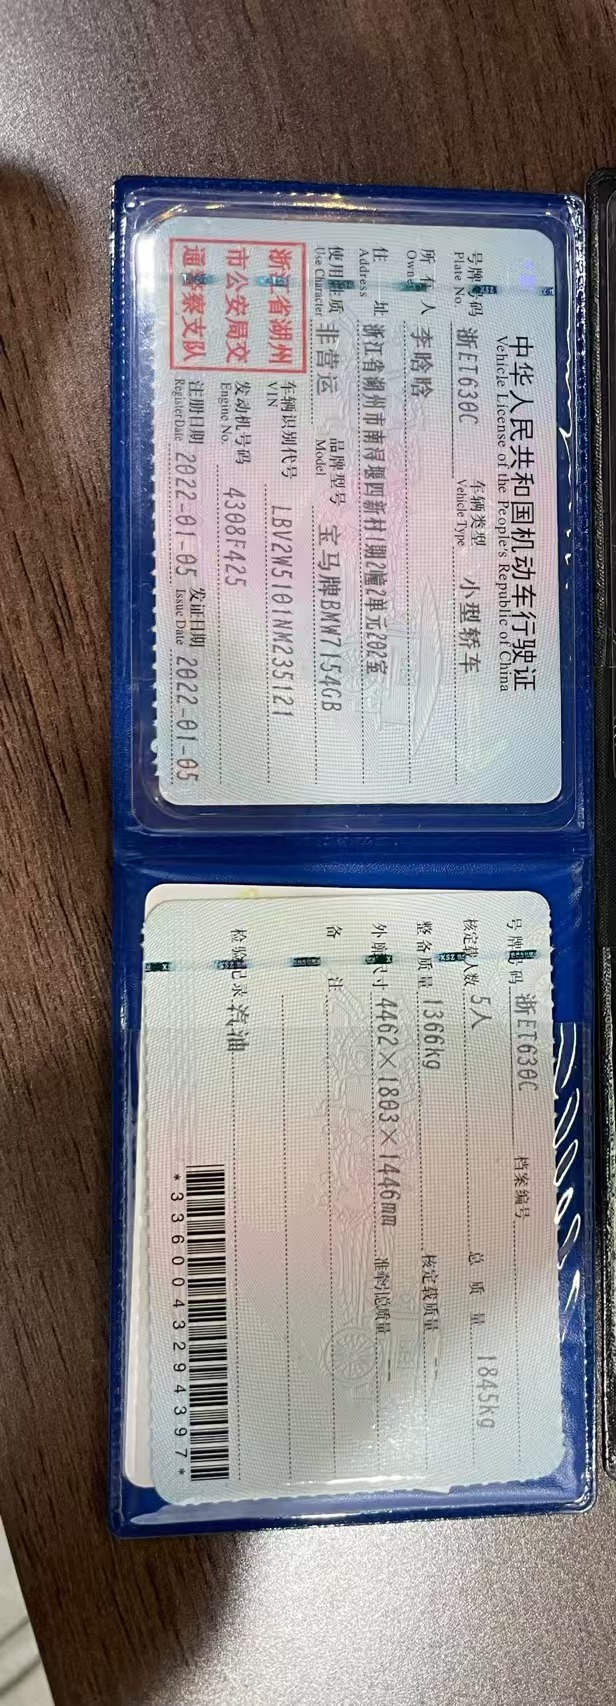 中华人民共和国机动车行驶证
Vehicle License of the People's Republic of China
号牌号码 浙ET630C 车辆类型 小型轿车
Plate No. Vehicle Type
所有人 李晗晗
Owner
住址 浙江省湖州市南浔堰四新村1期2幢2单元202室
Address
使用性质 非营运 品牌型号 宝马牌BMW7154GB
Use Character Model
浙江省湖州市公安局交通警察支队
车辆识别代号 LBV2W5101NM235121
VIN
发动机号码 4308F425
Engine No.
注册日期 2022-01-05 发证日期 2022-01-05
Register Date Issue Date
号牌号码 浙ET630C 档案编号
核定载人数 5人 总质量 1845kg
整备质量 1366kg 核定载质量 --
外廓尺寸 4462×1803×1446mm 准牵引总质量 --
备注
检验记录 汽油
*3360043294397*